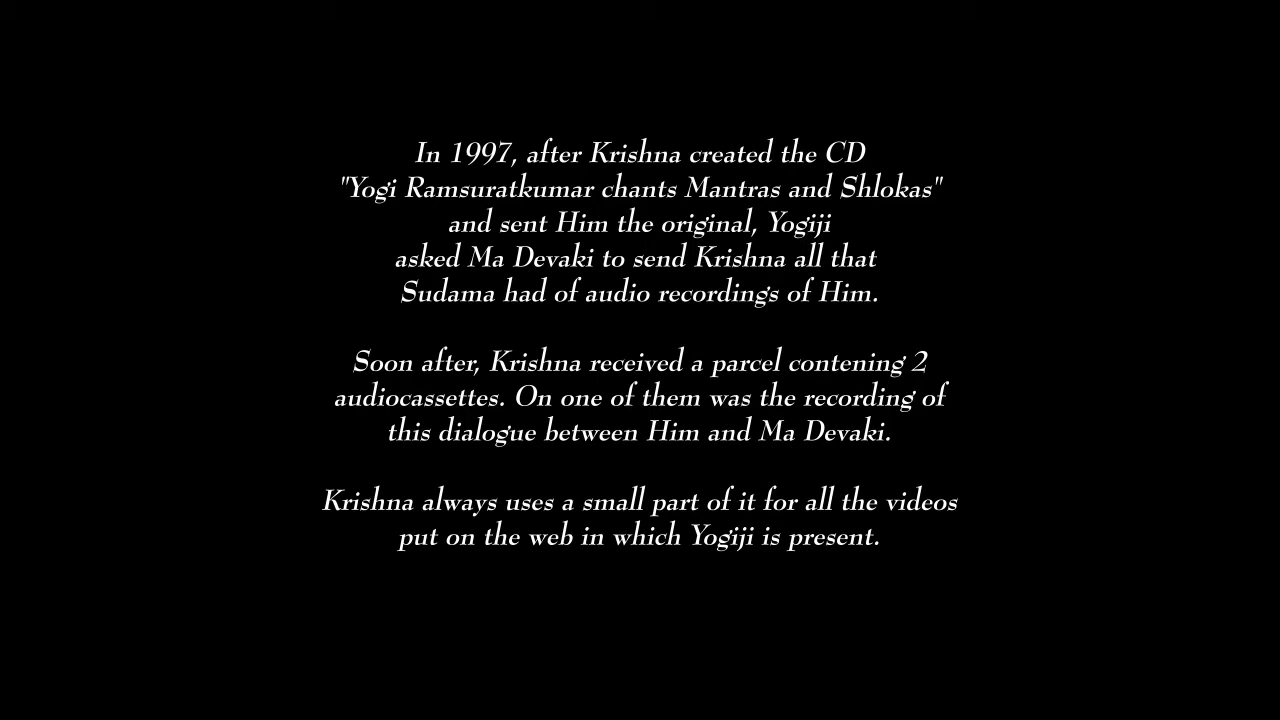 In 1997, after Krishna created the CD
"Yogi Ramsuratkumar chants Mantras and Shlokas"
and sent Him the original, Yogiji
asked Ma Devaki to send Krishna all that
Sudama had of audio recordings of Him.
Soon after, Krishna received a parcel contening 2
audiocassettes. On one of them was the recording of
this dialogue between Him and Ma Devaki.
Krishna always uses a small part of it for all the videos
put on the web in which Yogiji is present.